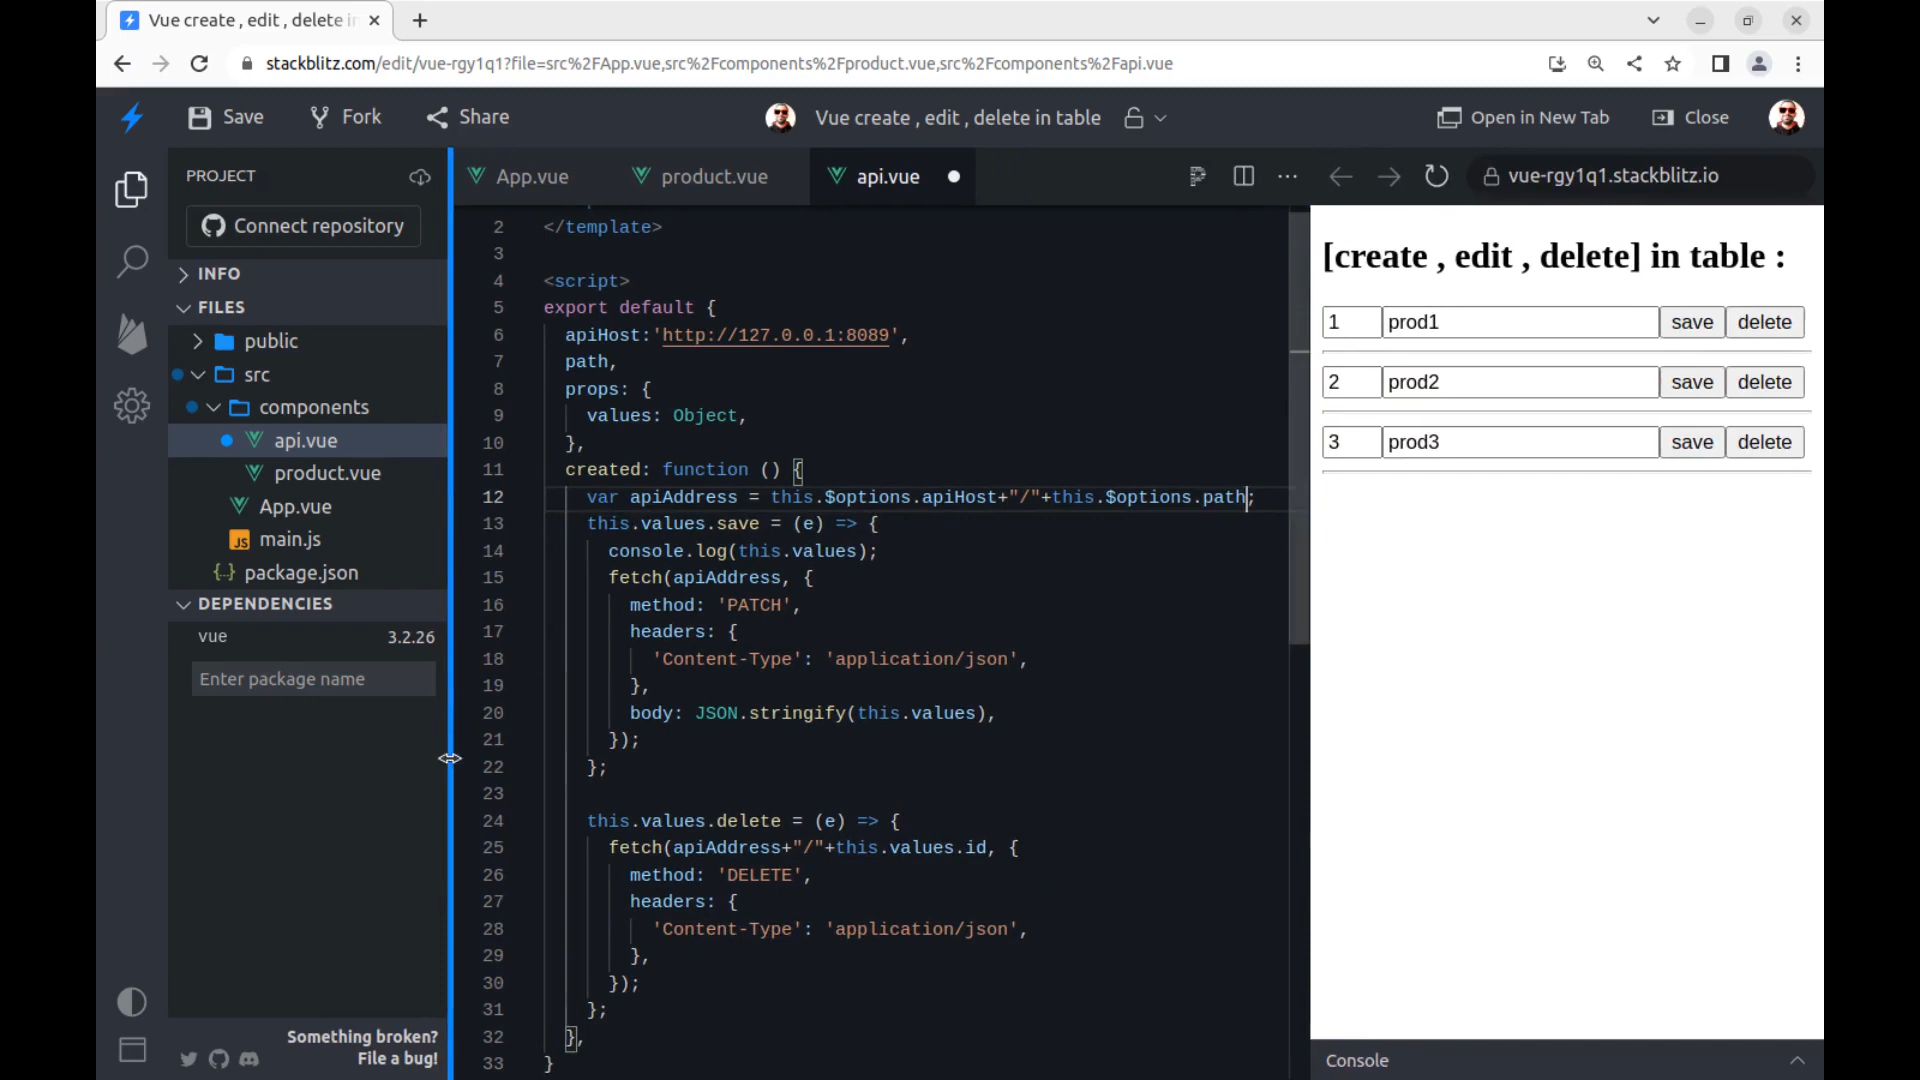 Vue create , edit , delete in
stackblitz.com/edit/vue-rgy1q1?file=src%2FApp.vue,src%2Fcomponents%2Fproduct.vue,src%2Fcomponents%2Fapi.vue
Save
Fork
Share
Vue create , edit , delete in table
Open in New Tab
Close
PROJECT
Connect repository
INFO
FILES
public
src
components
api.vue
product.vue
App.vue
main.js
package.json
DEPENDENCIES
vue 3.2.26
Enter package name
Something broken?
File a bug!
App.vue
product.vue
api.vue
vue-rgy1q1.stackblitz.io
2 </template>
3
4 <script>
5 export default {
6 apiHost:'http://127.0.0.1:8089',
7 path,
8 props: {
9 values: Object,
10 },
11 created: function () {
12 var apiAddress = this.$options.apiHost+"/"+this.$options.path;
13 this.values.save = (e) => {
14 console.log(this.values);
15 fetch(apiAddress, {
16 method: 'PATCH',
17 headers: {
18 'Content-Type': 'application/json',
19 },
20 body: JSON.stringify(this.values),
21 });
22 };
23
24 this.values.delete = (e) => {
25 fetch(apiAddress+"/"+this.values.id, {
26 method: 'DELETE',
27 headers: {
28 'Content-Type': 'application/json',
29 },
30 });
31 };
32 },
33 }
[create , edit , delete] in table :
1 prod1 save delete
2 prod2 save delete
3 prod3 save delete
Console